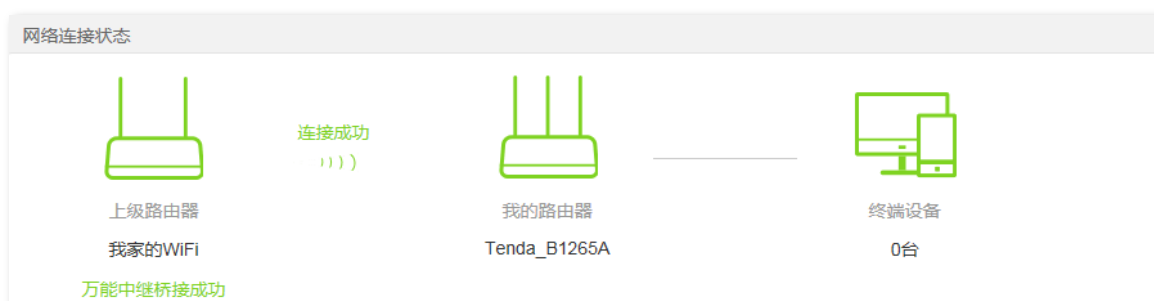 网络连接状态
连接成功
上级路由器
我的路由器
终端设备
我家的WiFi
Tenda_B1265A
0台
万能中继桥接成功